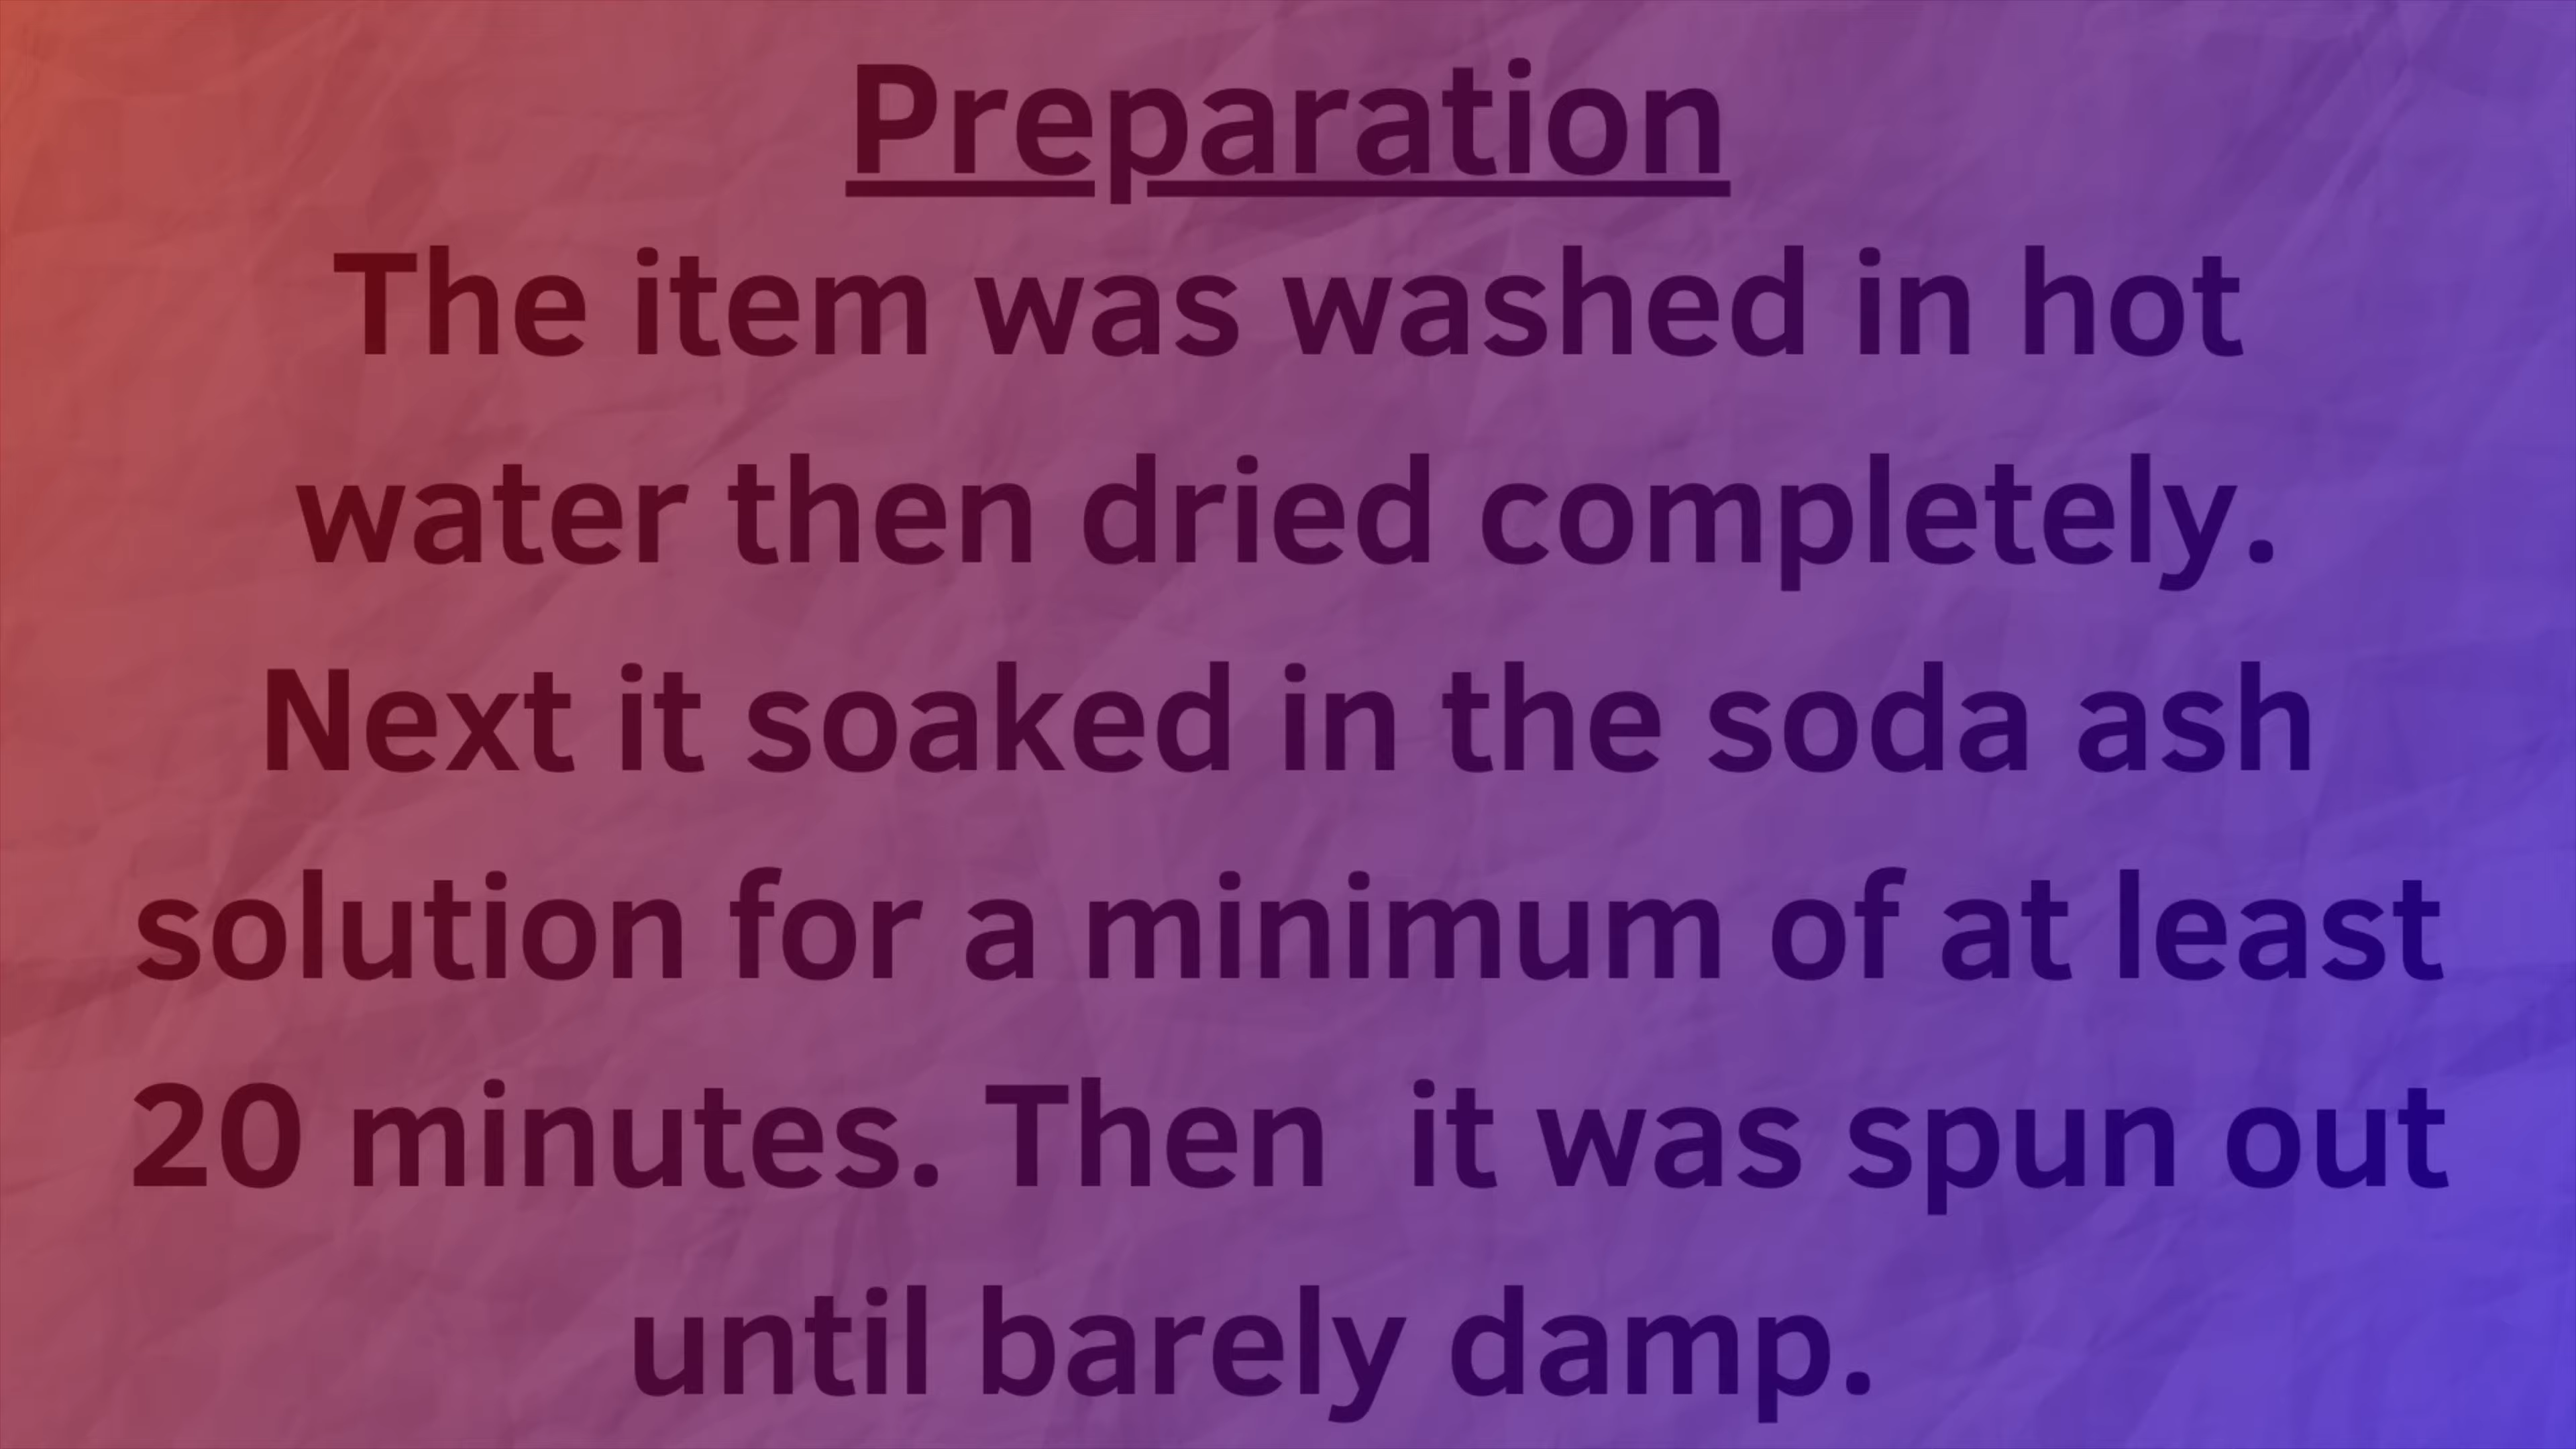 Preparation
The item was washed in hot
water then dried completely.
Next it soaked in the soda ash
solution for a minimum of at least
20 minutes. Then  it was spun out
until barely damp.